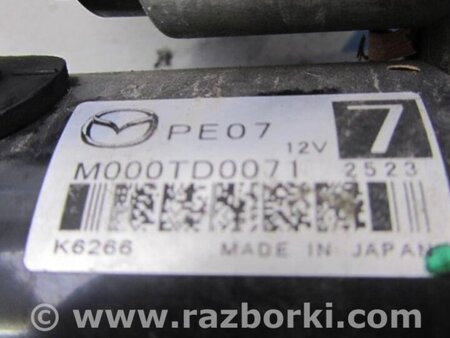 PE07
12V
7
M000TD0071
2523
K6266
MADE IN JAPAN
© www.razborki.com